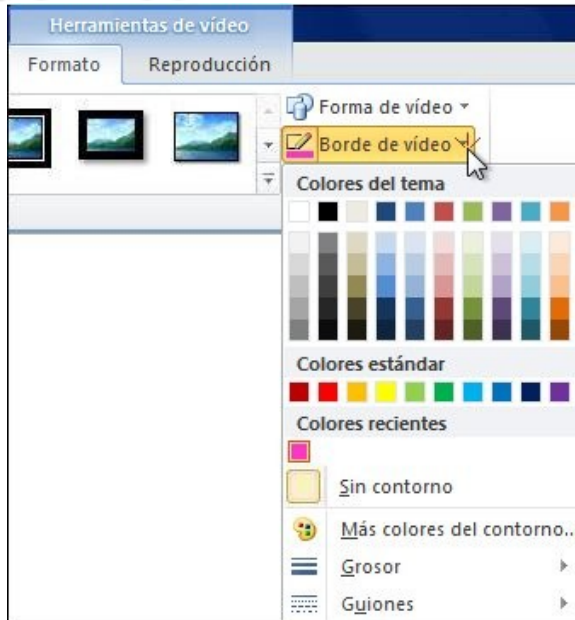 Herramientas de vídeo
Formato Reproducción
Forma de vídeo
Borde de vídeo
Colores del tema
Colores estándar
Colores recientes
Sin contorno
Más colores del contorno..
Grosor
Guiones